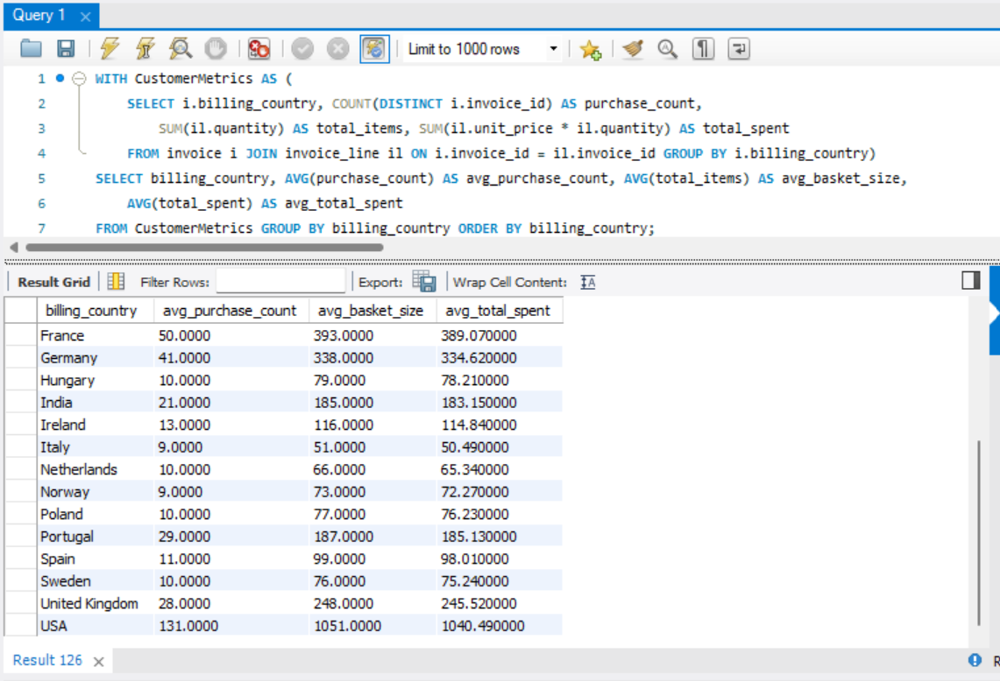 Query 1
Limit to 1000 rows
1 WITH CustomerMetrics AS (
2 SELECT i.billing_country, COUNT(DISTINCT i.invoice_id) AS purchase_count,
3 SUM(il.quantity) AS total_items, SUM(il.unit_price * il.quantity) AS total_spent
4 FROM invoice i JOIN invoice_line il ON i.invoice_id = il.invoice_id GROUP BY i.billing_country)
5 SELECT billing_country, AVG(purchase_count) AS avg_purchase_count, AVG(total_items) AS avg_basket_size,
6 AVG(total_spent) AS avg_total_spent
7 FROM CustomerMetrics GROUP BY billing_country ORDER BY billing_country;
Result Grid Filter Rows: Export: Wrap Cell Content: IA
billing_country avg_purchase_count avg_basket_size avg_total_spent
France 50.0000 393.0000 389.070000
Germany 41.0000 338.0000 334.620000
Hungary 10.0000 79.0000 78.210000
India 21.0000 185.0000 183.150000
Ireland 13.0000 116.0000 114.840000
Italy 9.0000 51.0000 50.490000
Netherlands 10.0000 66.0000 65.340000
Norway 9.0000 73.0000 72.270000
Poland 10.0000 77.0000 76.230000
Portugal 29.0000 187.0000 185.130000
Spain 11.0000 99.0000 98.010000
Sweden 10.0000 76.0000 75.240000
United Kingdom 28.0000 248.0000 245.520000
USA 131.0000 1051.0000 1040.490000
Result 126 R